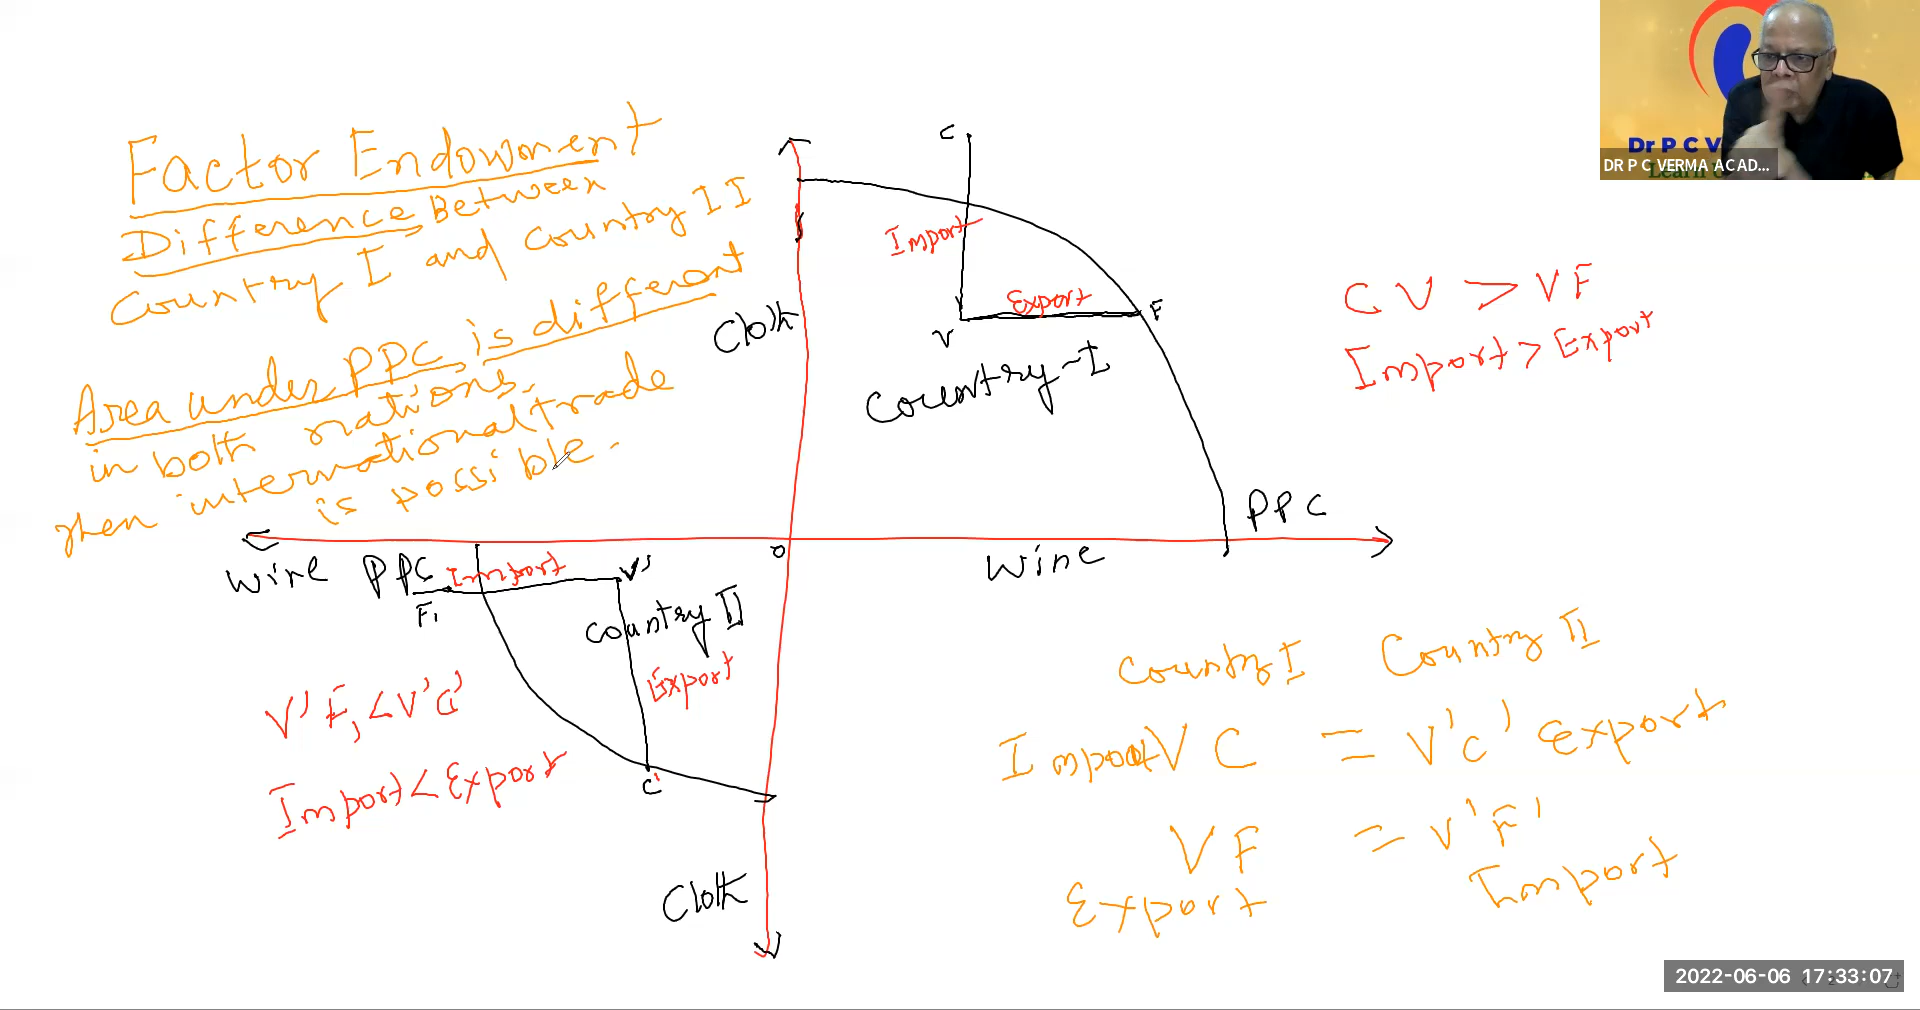 Factor Endowment
Difference Between
Country I and Country II
Area under PPC is different
in both nations.
then international trade
is possible.
C
Import
Export
V
F
Cloth
Country-I
PPC
O
Wine
CV > VF
Import > Export
Wine
PPC
Import
V'
F1
Country II
Export
C'
V'F1 < V'C'
Import < Export
Cloth
Country I Country II
Import VC = V'C' Export
VF = V'F'
Export Import
Dr P C V
Learn
DR P C VERMA ACAD...
2022-06-06 17:33:07